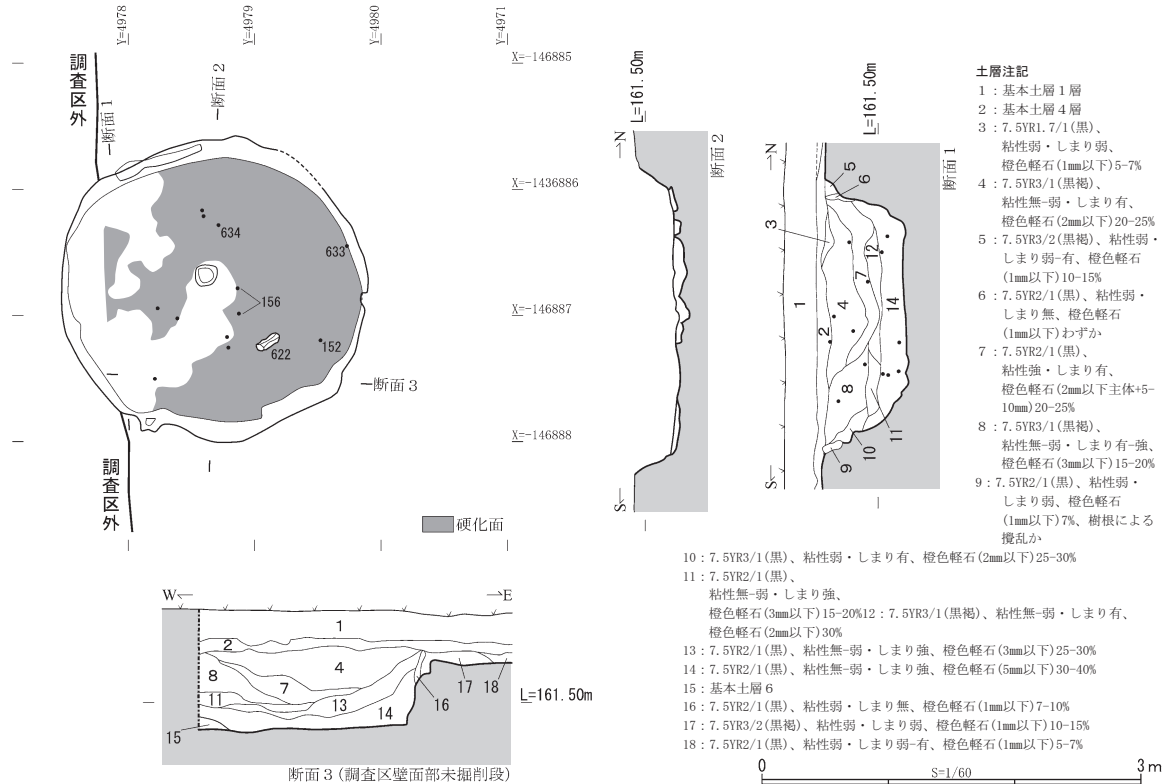 Y=4978
Y=4979
Y=4980
Y=4971
X=-146885
X=-1436886
X=-146887
X=-146888
調査区外
断面1
断面2
634
633
156
152
622
断面3
調査区外
硬化面
L=161.50m
N
断面2
S
L=161.50m
N
断面1
5
6
3
12
7
1
4
14
2
8
11
10
9
S
W
E
1
2
4
8
7
11
13
14
15
16
17
18
L=161.50m
断面3(調査区壁面部未掘削段)
土層注記
1:基本土層1層
2:基本土層4層
3:7.5YR1.7/1(黒)、
粘性弱・しまり弱、
橙色軽石(1㎜以下)5-7%
4:7.5YR3/1(黒褐)、
粘性無-弱・しまり有、
橙色軽石(2㎜以下)20-25%
5:7.5YR3/2(黒褐)、粘性弱・
しまり弱-有、橙色軽石
(1㎜以下)10-15%
6:7.5YR2/1(黒)、粘性弱・
しまり無、橙色軽石
(1㎜以下)わずか
7:7.5YR2/1(黒)、
粘性強・しまり有、
橙色軽石(2㎜以下主体+5-
10㎜)20-25%
8:7.5YR3/1(黒褐)、
粘性無-弱・しまり有-強、
橙色軽石(3㎜以下)15-20%
9:7.5YR2/1(黒)、粘性弱・
しまり弱、橙色軽石
(1㎜以下)7%、樹根による
攪乱か
10:7.5YR3/1(黒)、粘性弱・しまり有、橙色軽石(2㎜以下)25-30%
11:7.5YR2/1(黒)、
粘性無-弱・しまり強、
橙色軽石(3㎜以下)15-20%12:7.5YR3/1(黒褐)、粘性無-弱・しまり有、
橙色軽石(2㎜以下)30%
13:7.5YR2/1(黒)、粘性無-弱・しまり強、橙色軽石(3㎜以下)25-30%
14:7.5YR2/1(黒)、粘性無-弱・しまり強、橙色軽石(5㎜以下)30-40%
15:基本土層6
16:7.5YR2/1(黒)、粘性弱・しまり無、橙色軽石(1㎜以下)7-10%
17:7.5YR3/2(黒褐)、粘性弱・しまり弱、橙色軽石(1㎜以下)10-15%
18:7.5YR2/1(黒)、粘性弱・しまり弱-有、橙色軽石(1㎜以下)5-7%
0
S=1/60
3m